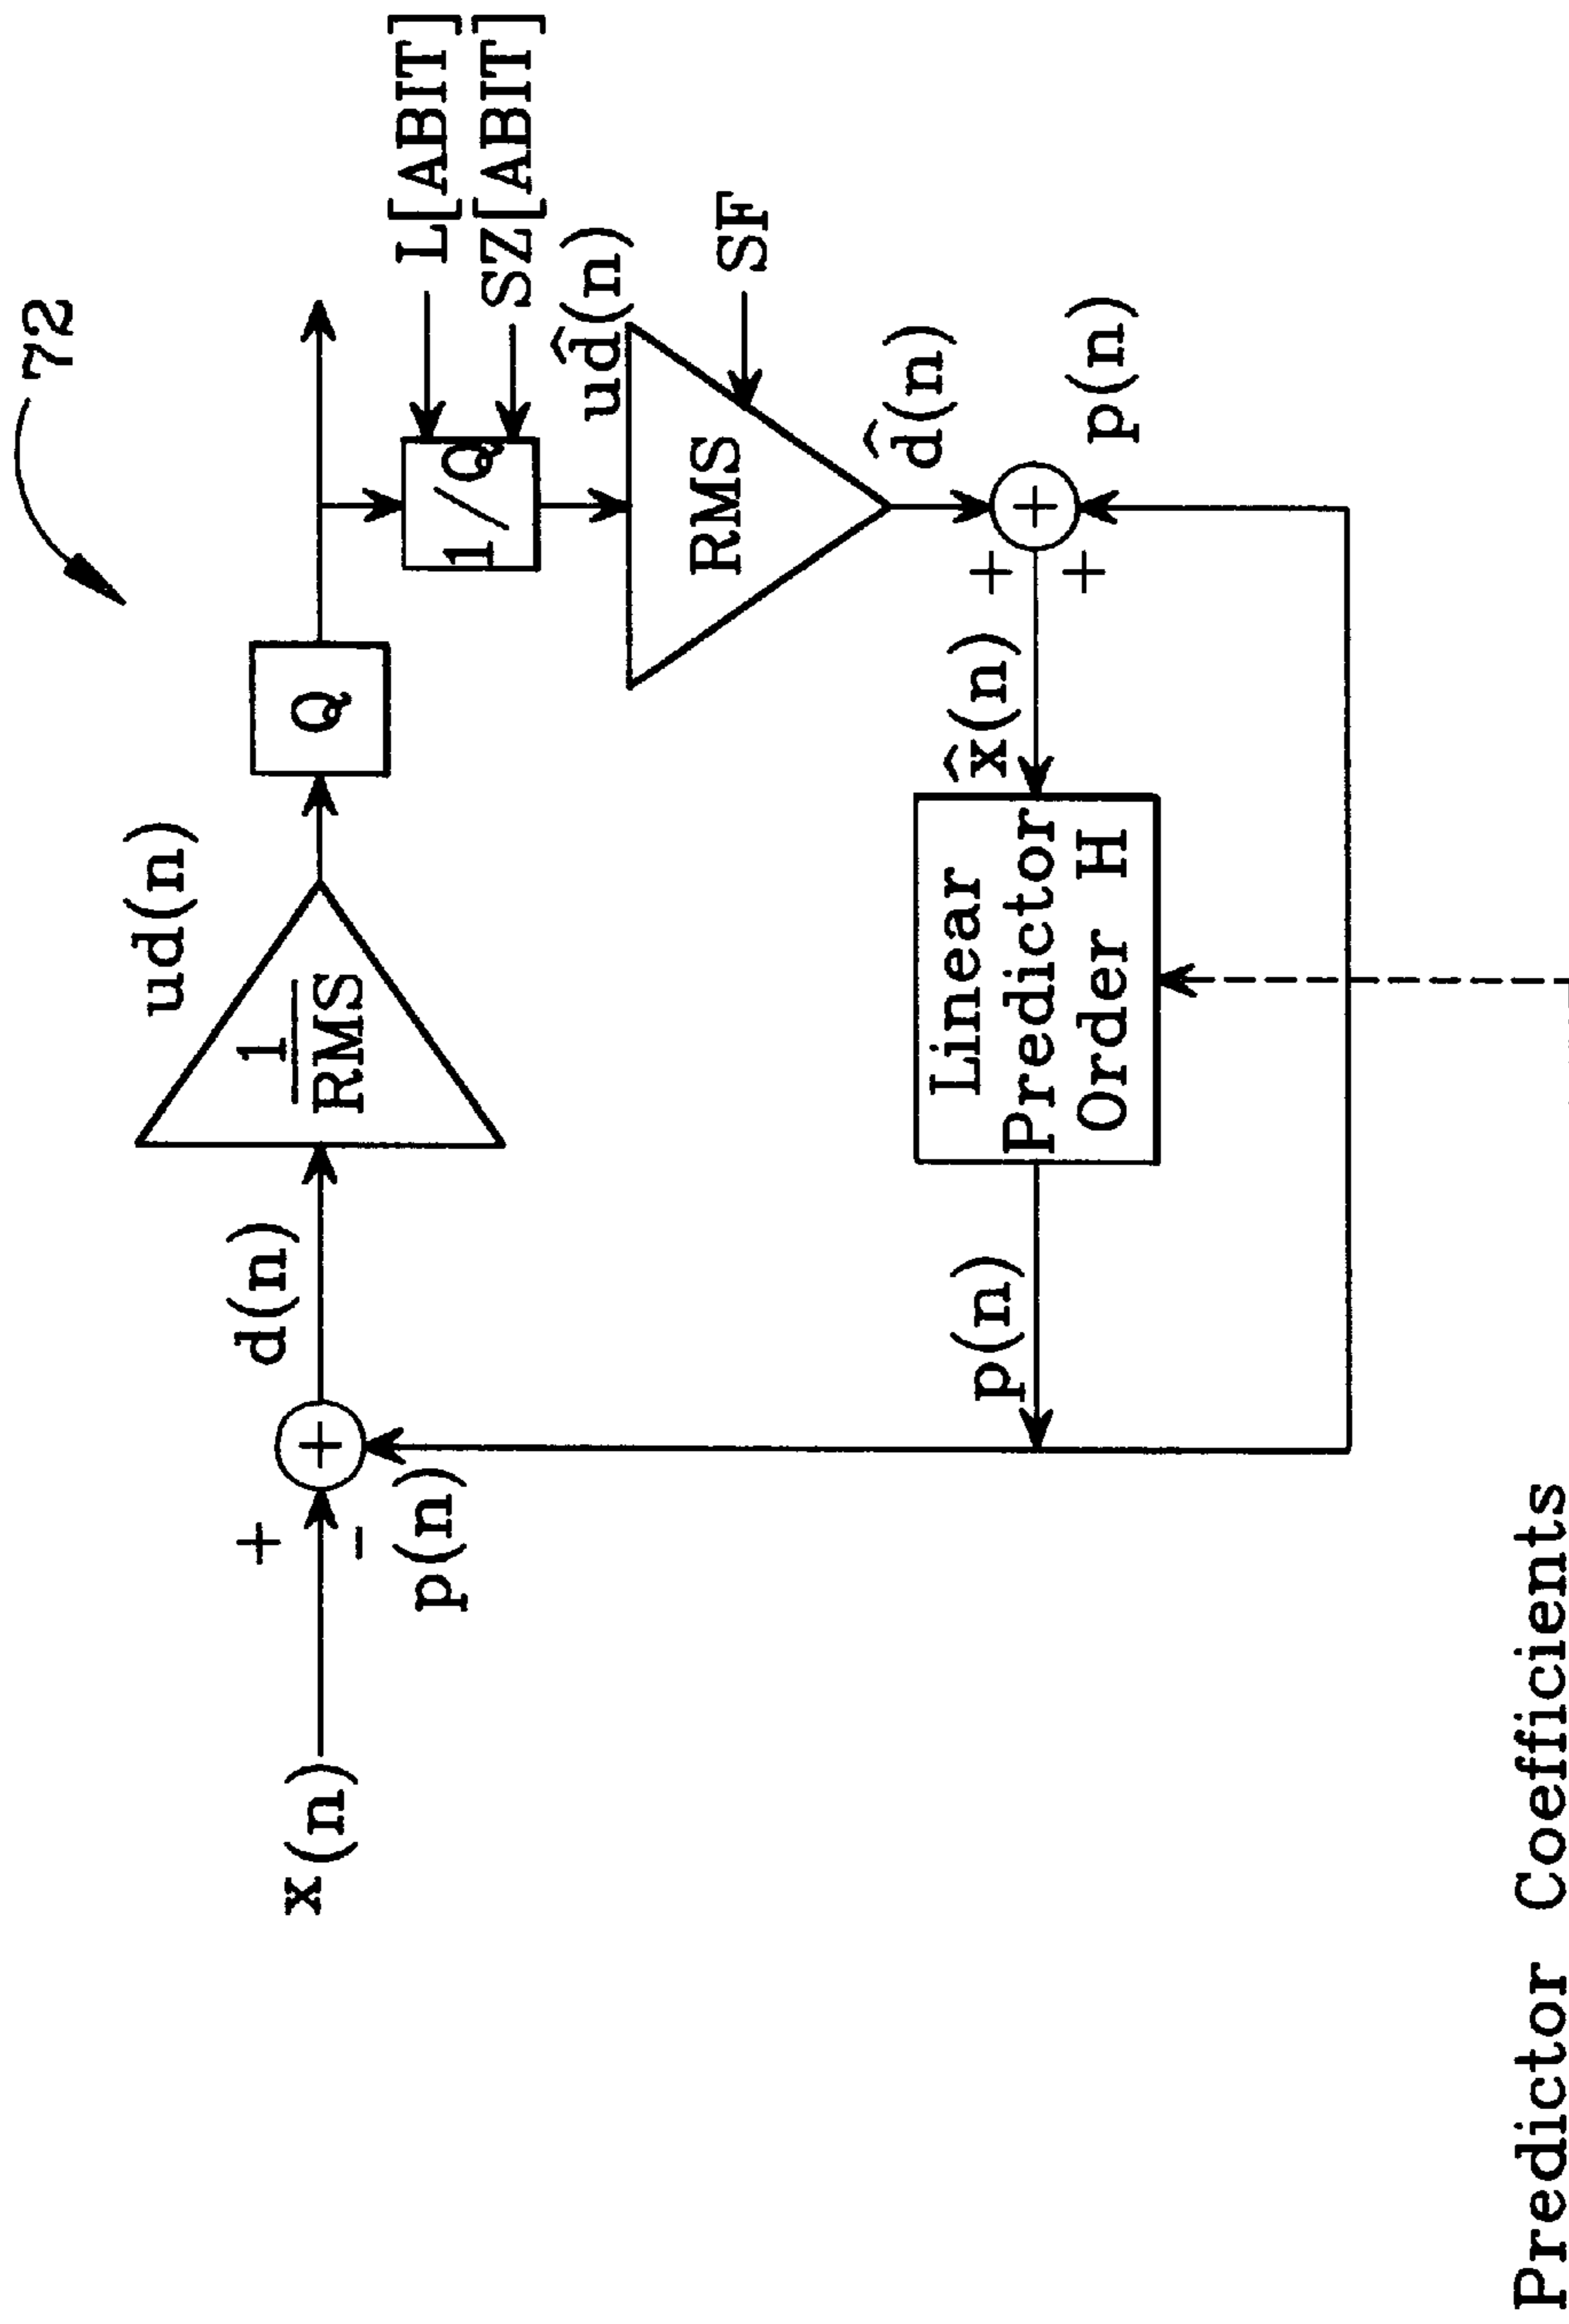 72
ud(n)
x(n)
+
-
p(n)
+
d(n)
1
RMS
Q
L[ABIT]
SZ[ABIT]
1/Q
ud̂(n)
RMS
SF
d̂(n)
p(n)
Linear
Predictor
Order H
x̂(n)
+
+
+
p(n)
Predictor Coefficients